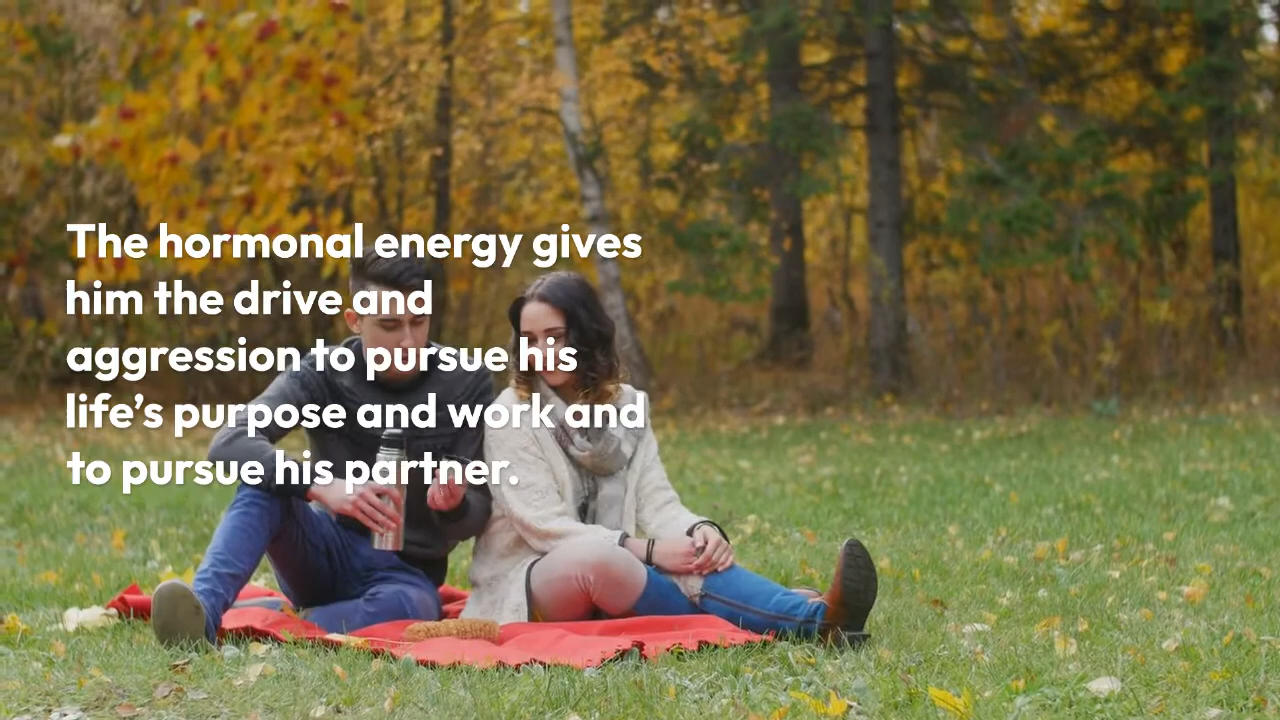 The hormonal energy gives
him the drive and
aggression to pursue his
life’s purpose and work and
to pursue his partner.